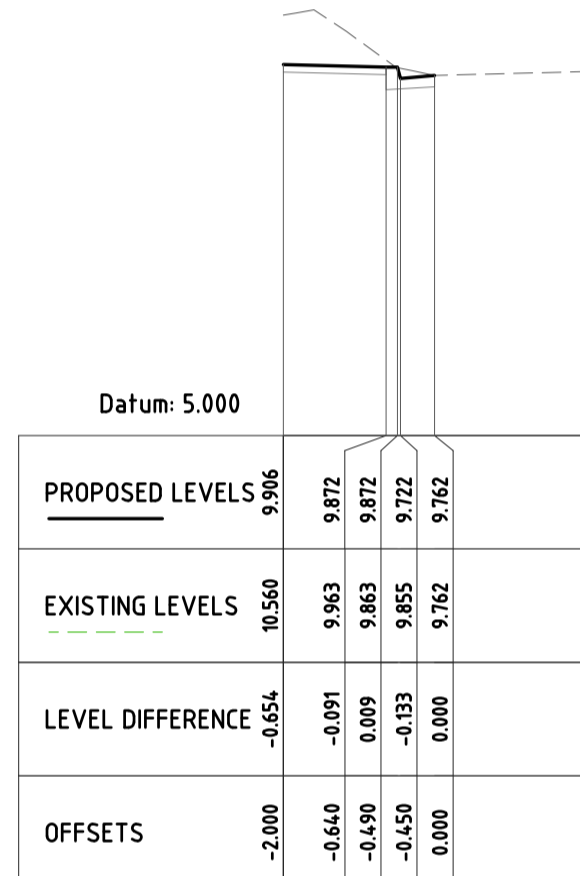 Datum: 5.000
PROPOSED LEVELS 9.906 9.872 9.872 9.722 9.762
EXISTING LEVELS 10.560 9.963 9.863 9.855 9.762
LEVEL DIFFERENCE -0.654 -0.091 0.009 -0.133 0.000
OFFSETS -2.000 -0.640 -0.490 -0.450 0.000